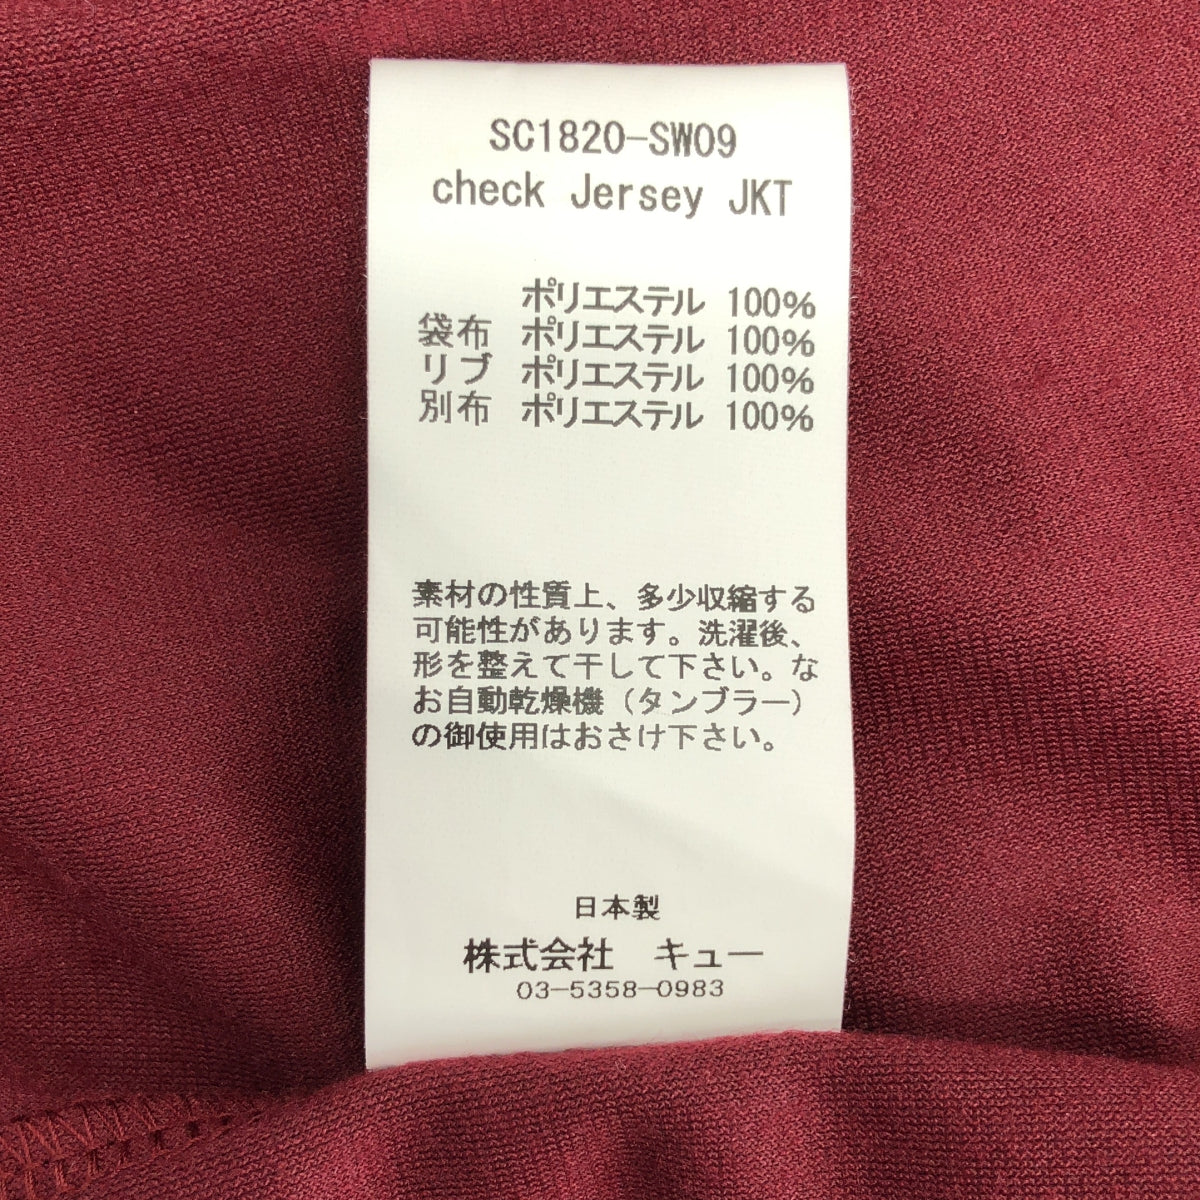 SC1820-SW09
check Jersey JKT
ポリエステル 100%
袋布 ポリエステル 100%
リブ ポリエステル 100%
別布 ポリエステル 100%
素材の性質上、多少収縮する
可能性があります。洗濯後、
形を整えて干して下さい。な
お自動乾燥機（タンブラー）
の御使用はおさけ下さい。
日本製
株式会社 キュー
03-5358-0983